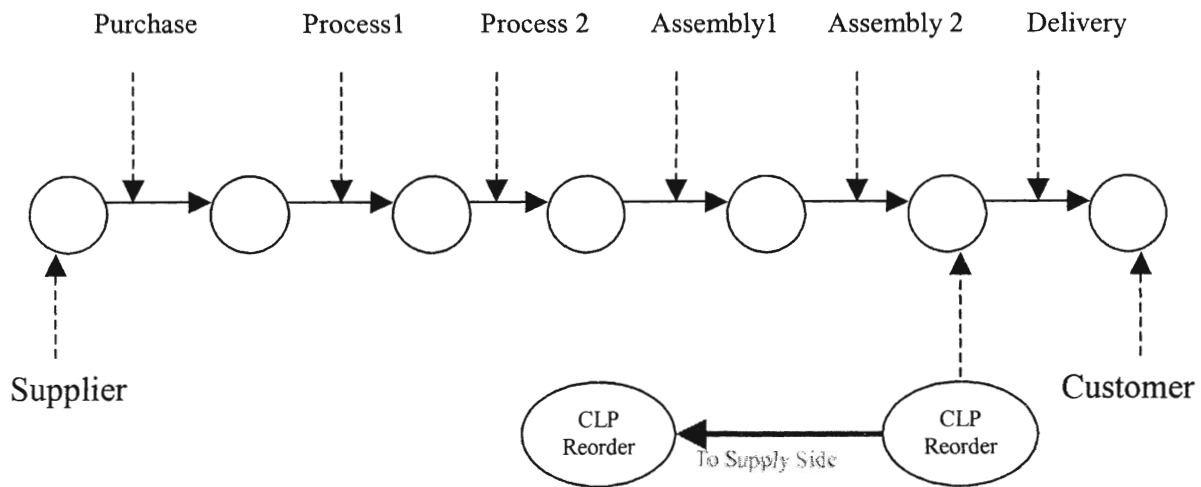 Purchase Process1 Process 2 Assembly1 Assembly 2 Delivery
Supplier
Customer
CLP
Reorder
To Supply Side
CLP
Reorder